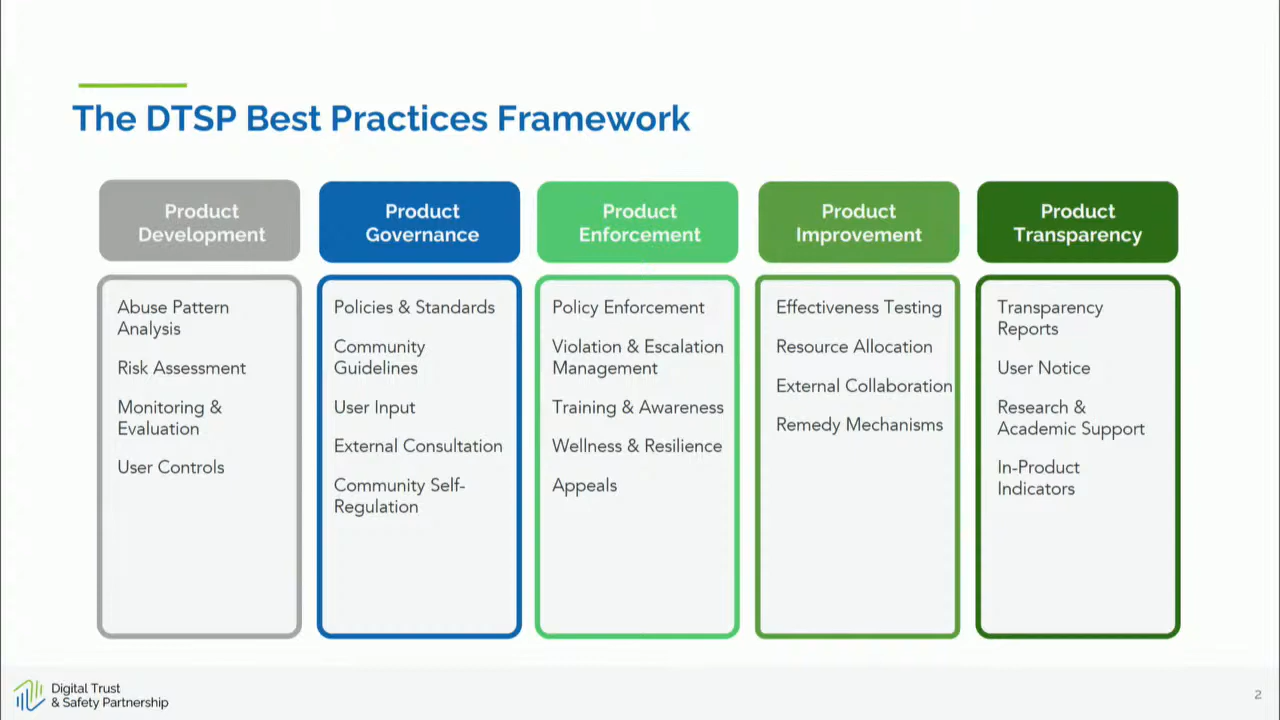 The DTSP Best Practices Framework
Product
Development
Abuse Pattern
Analysis
Risk Assessment
Monitoring &
Evaluation
User Controls
Product
Governance
Policies & Standards
Community
Guidelines
User Input
External Consultation
Community Self-
Regulation
Product
Enforcement
Policy Enforcement
Violation & Escalation
Management
Training & Awareness
Wellness & Resilience
Appeals
Product
Improvement
Effectiveness Testing
Resource Allocation
External Collaboration
Remedy Mechanisms
Product
Transparency
Transparency
Reports
User Notice
Research &
Academic Support
In-Product
Indicators
Digital Trust
& Safety Partnership
2